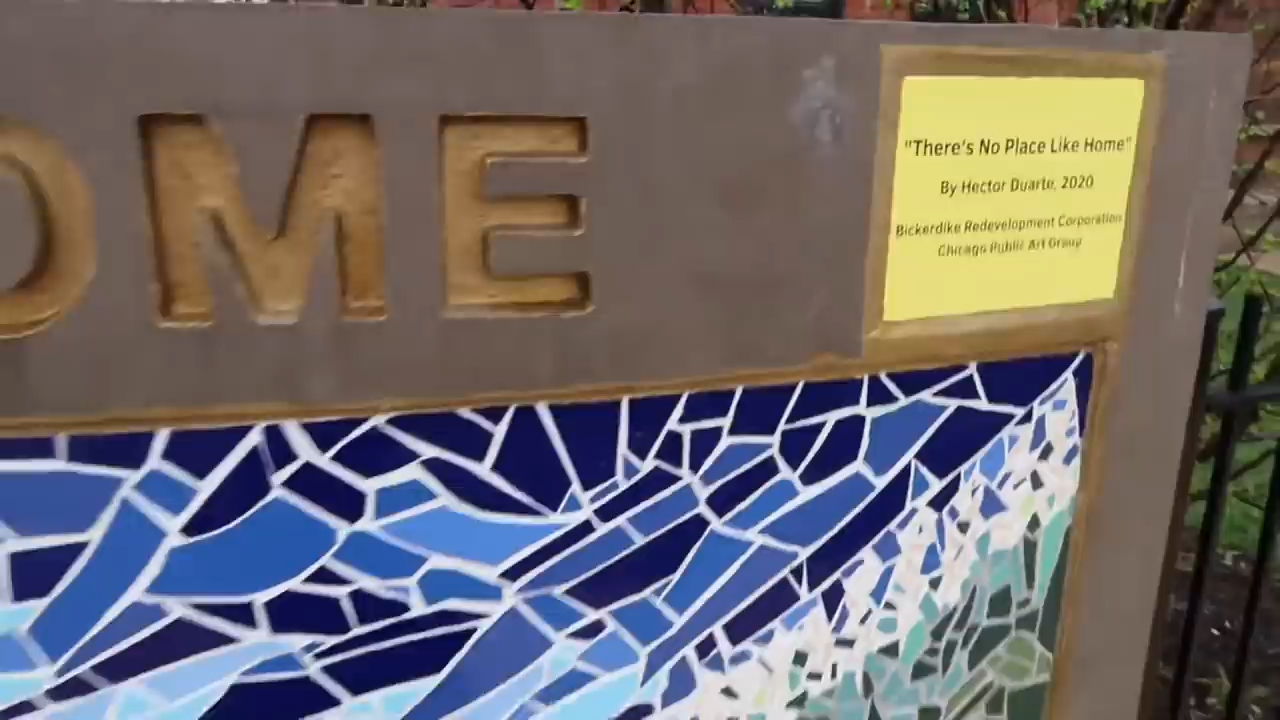 OME
"There's No Place Like Home"
By Hector Duarte, 2020
Bickerdike Redevelopment Corporation
Chicago Public Art Group